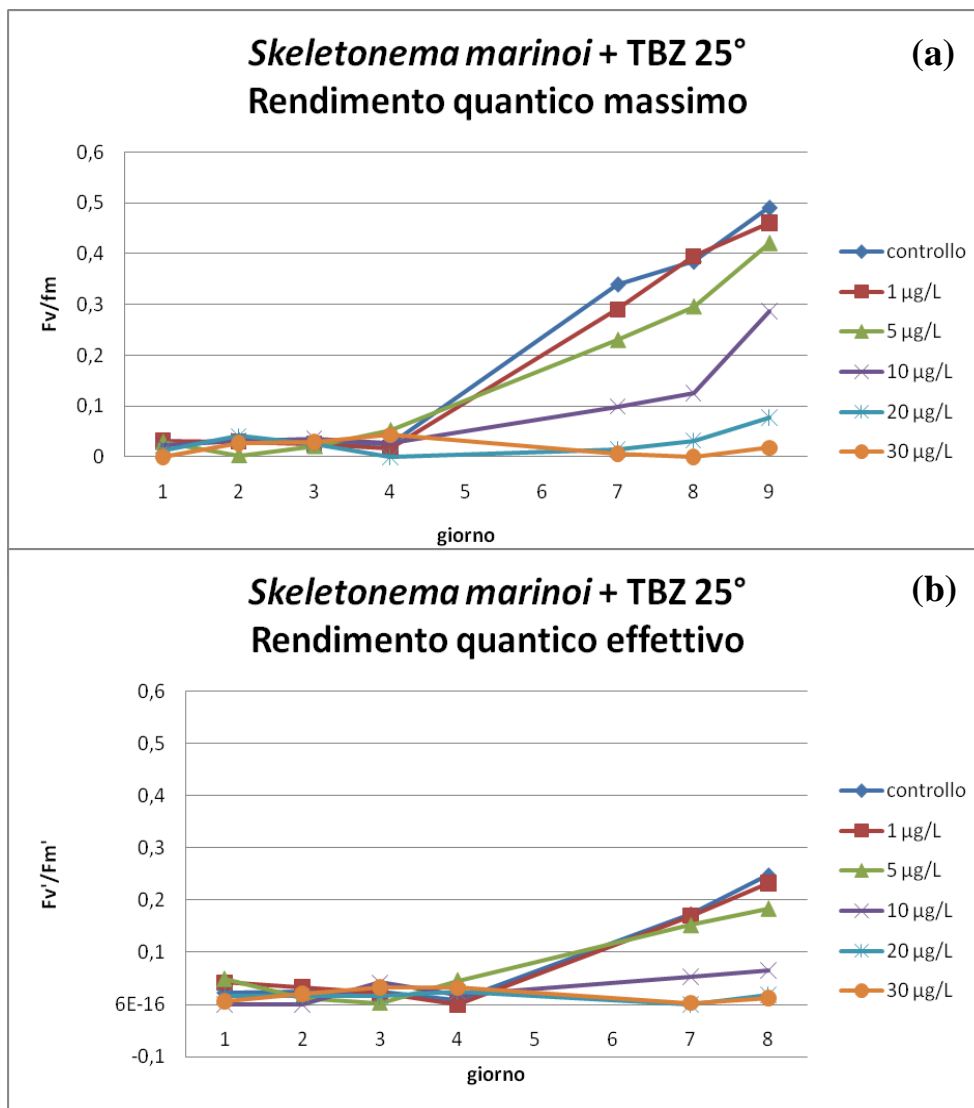 Skeletonema marinoi + TBZ 25°
(a)
Rendimento quantico massimo
Fv/fm
0,6
0,5
0,4
0,3
0,2
0,1
0
1 2 3 4 5 6 7 8 9
giorno
controllo
1 µg/L
5 µg/L
10 µg/L
20 µg/L
30 µg/L
Skeletonema marinoi + TBZ 25°
(b)
Rendimento quantico effettivo
Fv'/Fm'
0,6
0,5
0,4
0,3
0,2
0,1
6E-16
-0,1
1 2 3 4 5 6 7 8
giorno
controllo
1 µg/L
5 µg/L
10 µg/L
20 µg/L
30 µg/L